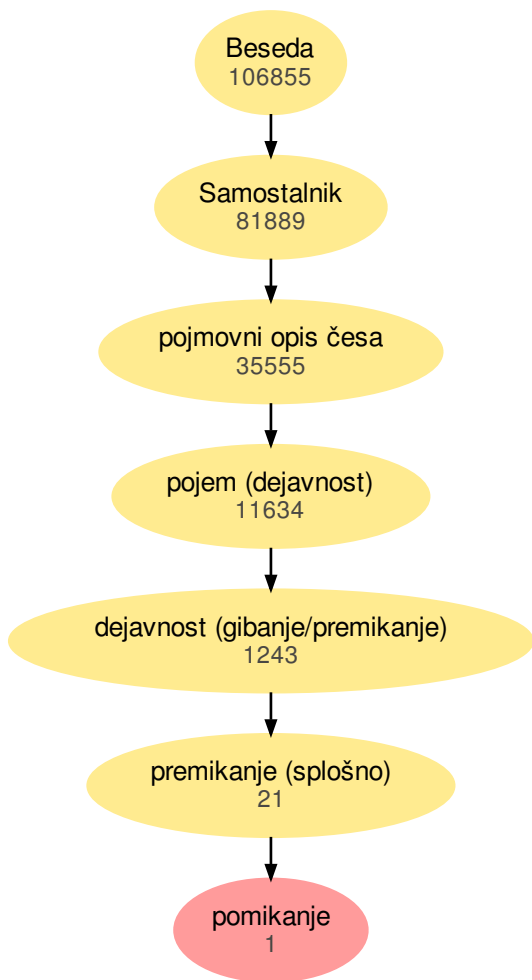 Beseda
106855
Samostalnik
81889
pojmovni opis česa
35555
pojem (dejavnost)
11634
dejavnost (gibanje/premikanje)
1243
premikanje (splošno)
21
pomikanje
1